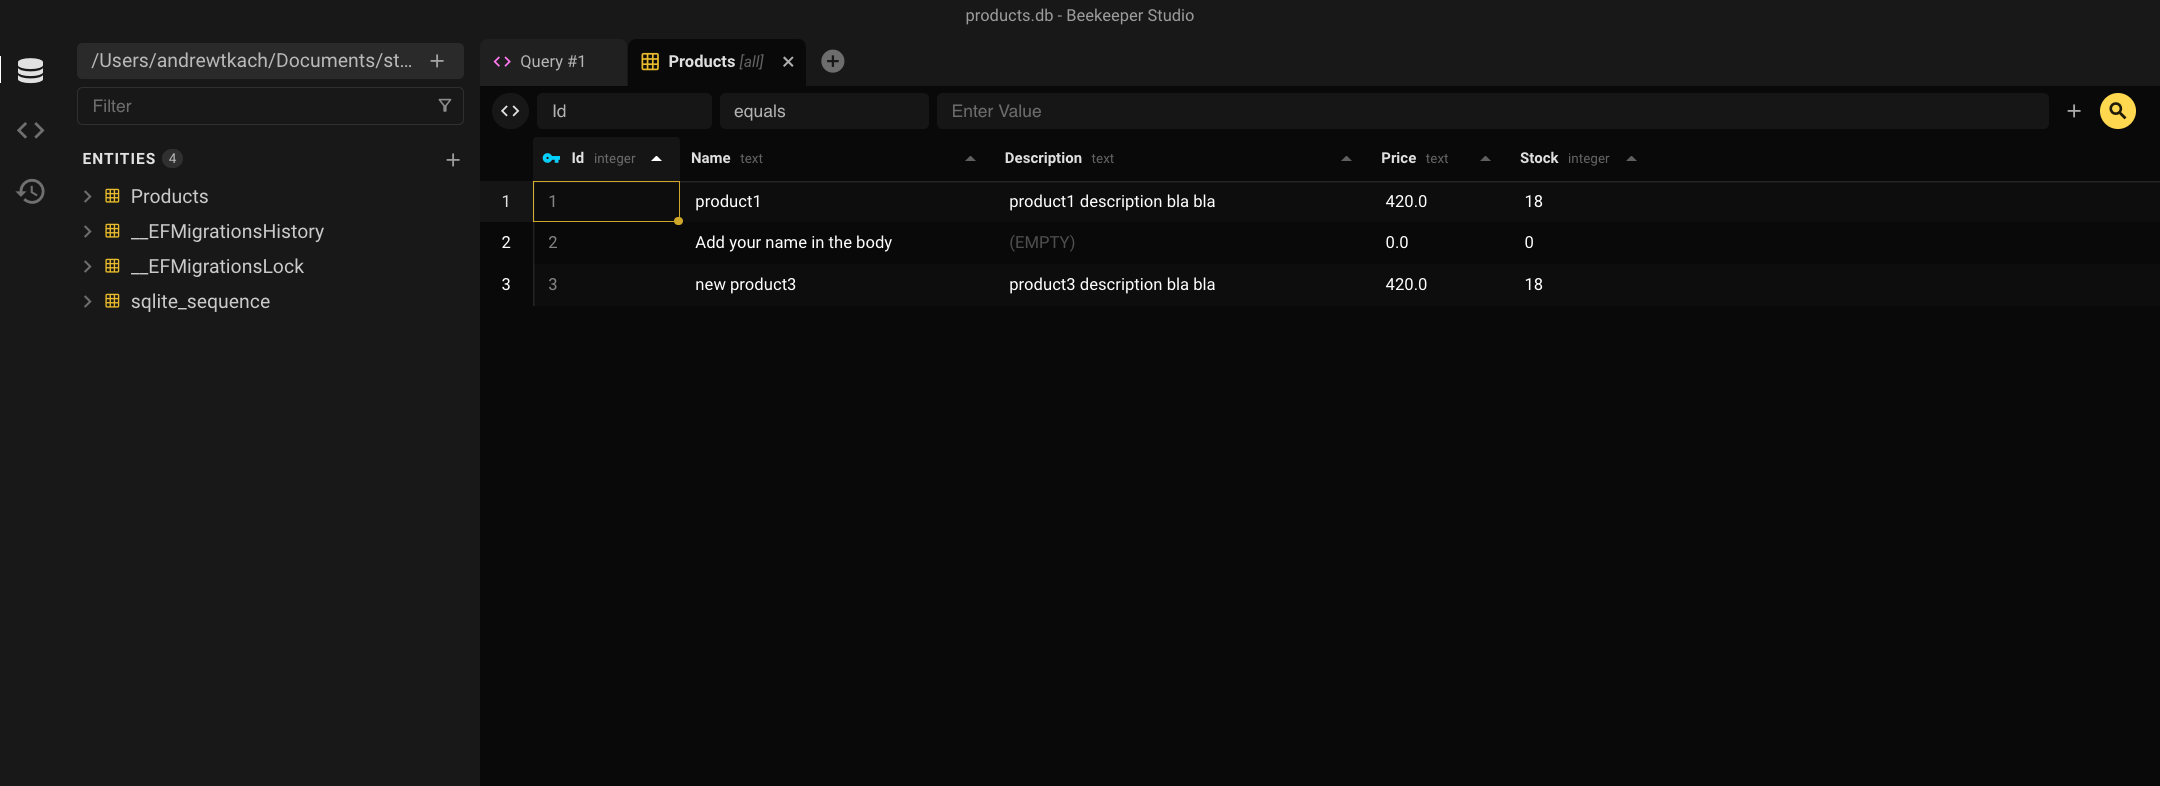 products.db - Beekeeper Studio
/Users/andrewtkach/Documents/st...
Filter
ENTITIES 4
Products
__EFMigrationsHistory
__EFMigrationsLock
sqlite_sequence
Query #1 Products [all]
Id equals Enter Value
Id integer Name text Description text Price text Stock integer
1 1 product1 product1 description bla bla 420.0 18
2 2 Add your name in the body (EMPTY) 0.0 0
3 3 new product3 product3 description bla bla 420.0 18